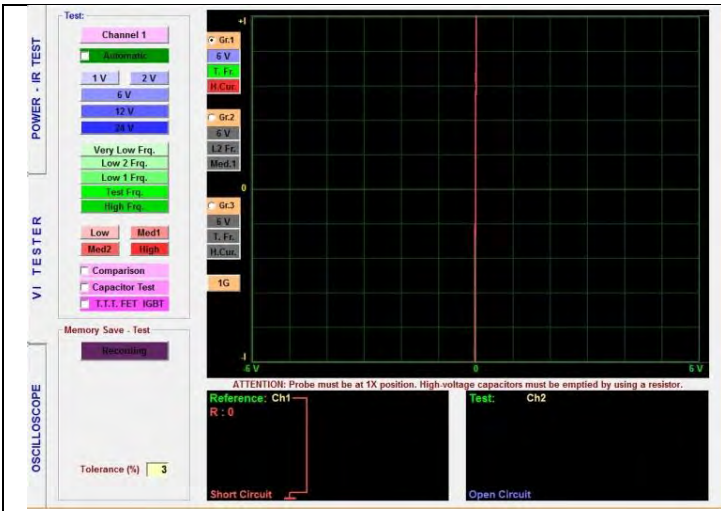 POWER - IR TEST
VI TESTER
OSCILLOSCOPE
Test:
Channel 1
Automatic
1 V
2 V
6 V
12 V
24 V
Very Low Frq.
Low 2 Frq.
Low 1 Frq.
Test Frq.
High Frq.
Low
Med1
Med2
High
Comparison
Capacitor Test
T.T.T. FET IGBT
Memory Save - Test
Recording
Tolerance (%) 3
Gr.1
6 V
T. Fr.
H.Cur.
Gr.2
6 V
L2 Fr.
Med.1
Gr.3
6 V
T. Fr.
H.Cur.
1G
+I
0
-I
-6 V
0
6 V
ATTENTION: Probe must be at 1X position. High-voltage capacitors must be emptied by using a resistor.
Reference: Ch1
R : 0
Short Circuit
Test: Ch2
Open Circuit